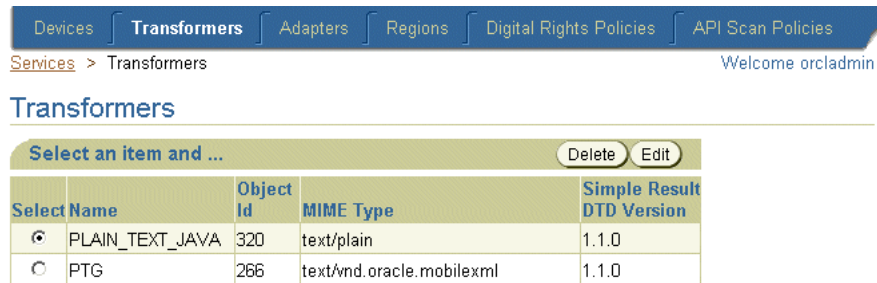 Devices Transformers Adapters Regions Digital Rights Policies API Scan Policies
Services > Transformers Welcome orcladmin
Transformers
Select an item and ... Delete Edit
Select Name Object Id MIME Type Simple Result DTD Version
PLAIN_TEXT_JAVA 320 text/plain 1.1.0
PTG 266 text/vnd.oracle.mobilexml 1.1.0